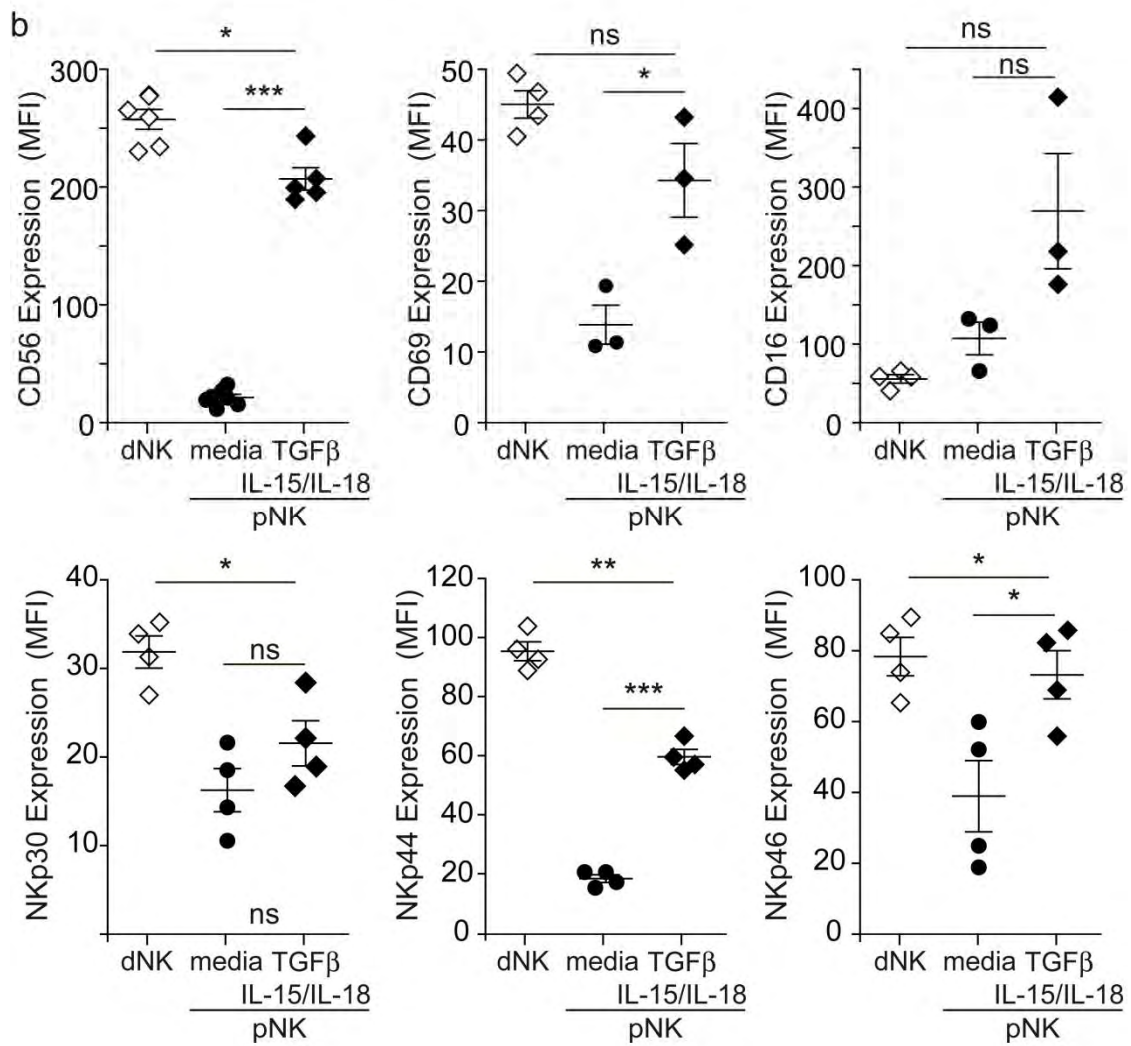 b
CD56 Expression (MFI)
300
200
100
0
*
***
dNK
media
TGFβ
IL-15/IL-18
pNK
CD69 Expression (MFI)
50
40
30
20
10
0
ns
*
dNK
media
TGFβ
IL-15/IL-18
pNK
CD16 Expression (MFI)
400
300
200
100
0
ns
ns
dNK
media
TGFβ
IL-15/IL-18
pNK
NKp30 Expression (MFI)
40
30
20
10
*
ns
ns
dNK
media
TGFβ
IL-15/IL-18
pNK
NKp44 Expression (MFI)
120
100
80
60
40
20
0
**
***
dNK
media
TGFβ
IL-15/IL-18
pNK
NKp46 Expression (MFI)
100
80
60
40
20
0
*
*
dNK
media
TGFβ
IL-15/IL-18
pNK